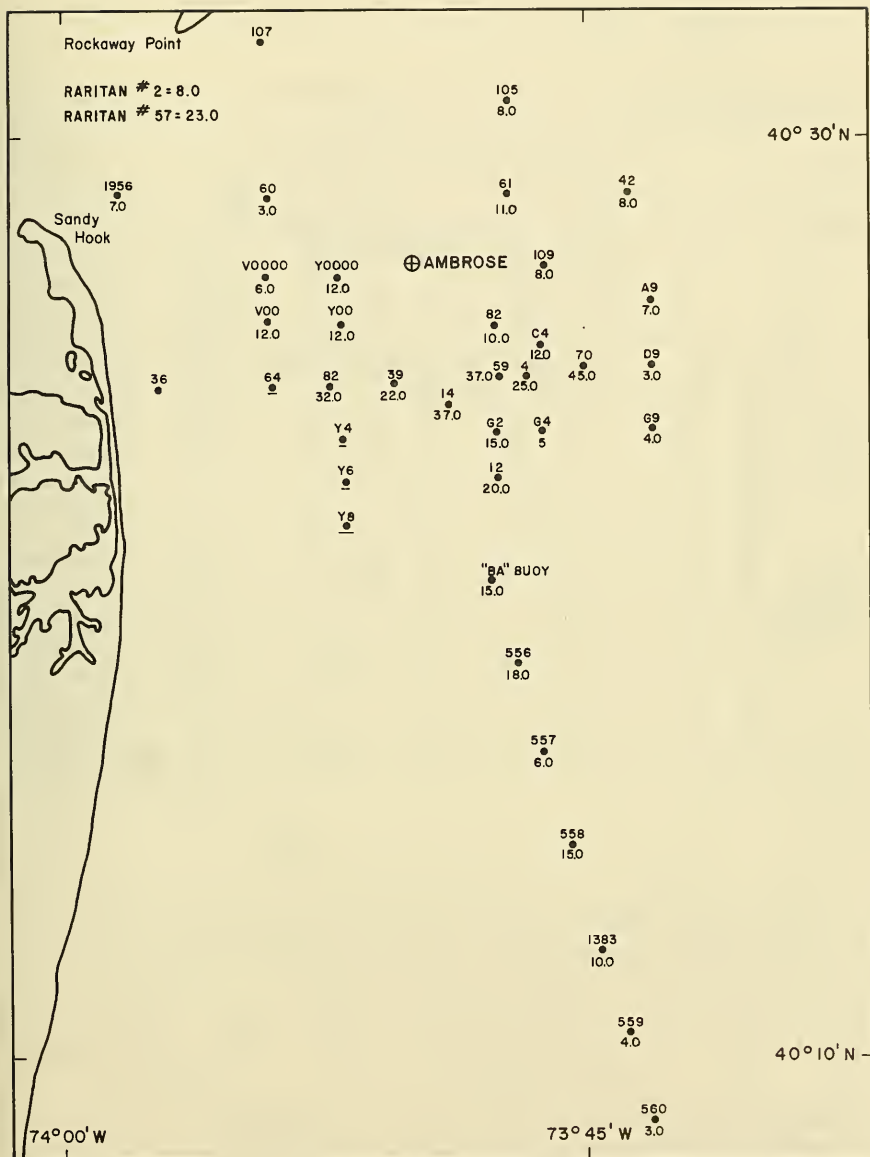 Rockaway Point
107
RARITAN # 2 = 8.0
RARITAN # 57 = 23.0
105
8.0
40° 30' N
1956
7.0
60
3.0
61
11.0
42
8.0
Sandy
Hook
V0000
6.0
Y0000
12.0
AMBROSE
109
8.0
A9
7.0
V00
12.0
Y00
12.0
82
10.0
C4
12.0
70
45.0
D9
3.0
36
64
82
32.0
39
22.0
14
37.0
59
37.0
4
25.0
G2
15.0
G4
5
G9
4.0
Y4
12
20.0
Y6
Y8
"BA" BUOY
15.0
556
18.0
557
6.0
558
15.0
1383
10.0
559
4.0
40° 10' N
560
3.0
74° 00' W
73° 45' W